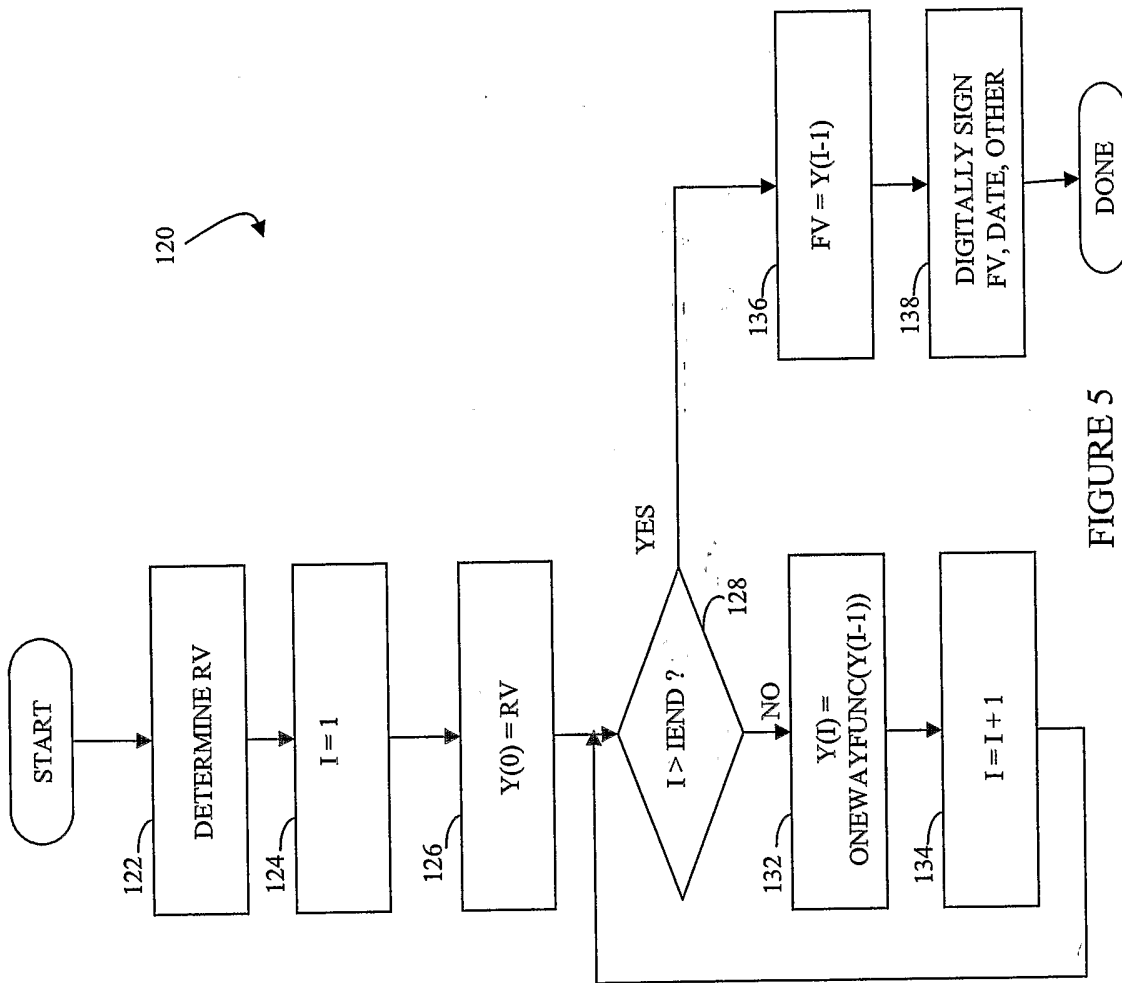 START
120
122
DETERMINE RV
124
I = 1
126
Y(0) = RV
I > IEND ?
YES
128
NO
132
Y(I) =
ONEWAYFUNC(Y(I-1))
134
I = I + 1
136
FV = Y(I-1)
138
DIGITALLY SIGN
FV, DATE, OTHER
DONE
FIGURE 5